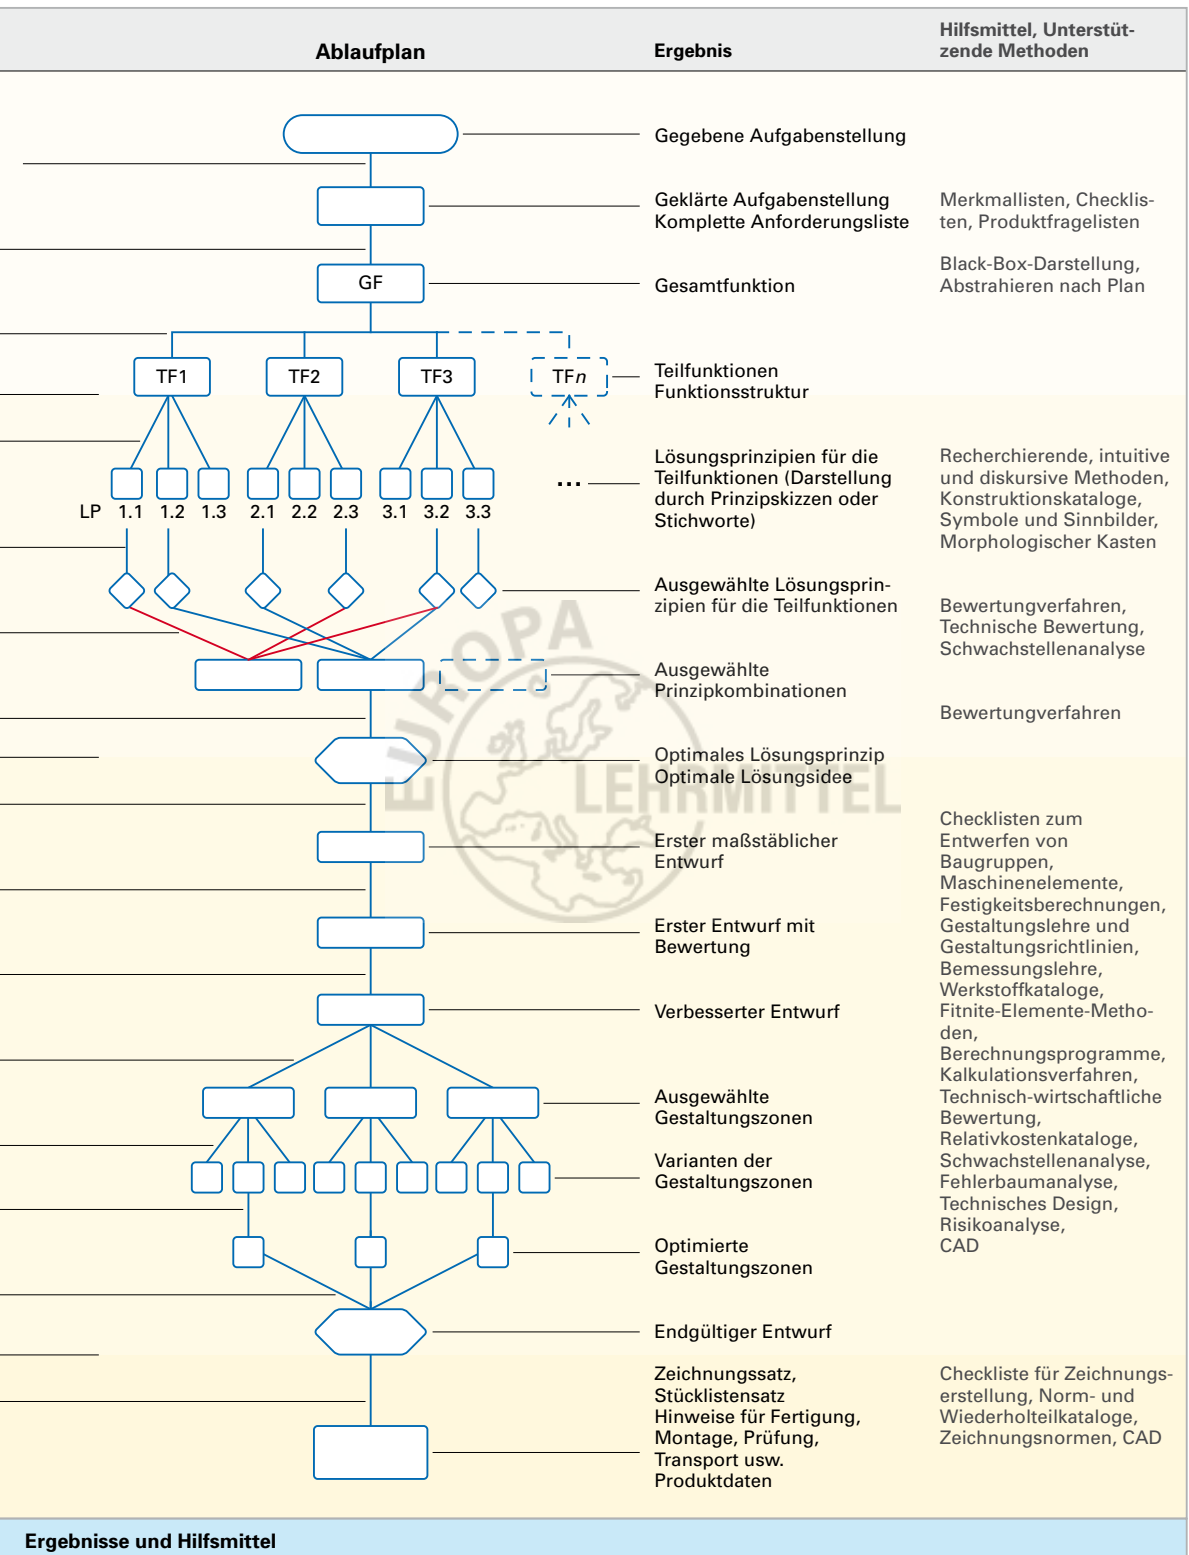 Ablaufplan
Ergebnis
Hilfsmittel, Unterstüt-
zende Methoden
Gegebene Aufgabenstellung
Geklärte Aufgabenstellung
Komplette Anforderungsliste
Merkmallisten, Checklis-
ten, Produktfragelisten
GF
Gesamtfunktion
Black-Box-Darstellung,
Abstrahieren nach Plan
TF1 TF2 TF3 TFn
Teilfunktionen
Funktionsstruktur
Lösungsprinzipien für die
Teilfunktionen (Darstellung
durch Prinzipskizzen oder
Stichworte)
...
Recherchierende, intuitive
und diskursive Methoden,
Konstruktionskataloge,
Symbole und Sinnbilder,
Morphologischer Kasten
LP 1.1 1.2 1.3 2.1 2.2 2.3 3.1 3.2 3.3
Ausgewählte Lösungsprin-
zipien für die Teilfunktionen
Bewertungverfahren,
Technische Bewertung,
Schwachstellenanalyse
Ausgewählte
Prinzipkombinationen
Bewertungverfahren
Optimales Lösungsprinzip
Optimale Lösungsidee
EUROPA
LEHRMITTEL
Erster maßstäblicher
Entwurf
Erster Entwurf mit
Bewertung
Verbesserter Entwurf
Ausgewählte
Gestaltungszonen
Varianten der
Gestaltungszonen
Optimierte
Gestaltungszonen
Checklisten zum
Entwerfen von
Baugruppen,
Maschinenelemente,
Festigkeitsberechnungen,
Gestaltungslehre und
Gestaltungsrichtlinien,
Bemessungslehre,
Werkstoffkataloge,
Fitnite-Elemente-Metho-
den,
Berechnungsprogramme,
Kalkulationsverfahren,
Technisch-wirtschaftliche
Bewertung,
Relativkostenkataloge,
Schwachstellenanalyse,
Fehlerbaumanalyse,
Technisches Design,
Risikoanalyse,
CAD
Endgültiger Entwurf
Zeichnungssatz,
Stücklistensatz
Hinweise für Fertigung,
Montage, Prüfung,
Transport usw.
Produktdaten
Checkliste für Zeichnungs-
erstellung, Norm- und
Wiederholteilkataloge,
Zeichnungsnormen, CAD
Ergebnisse und Hilfsmittel